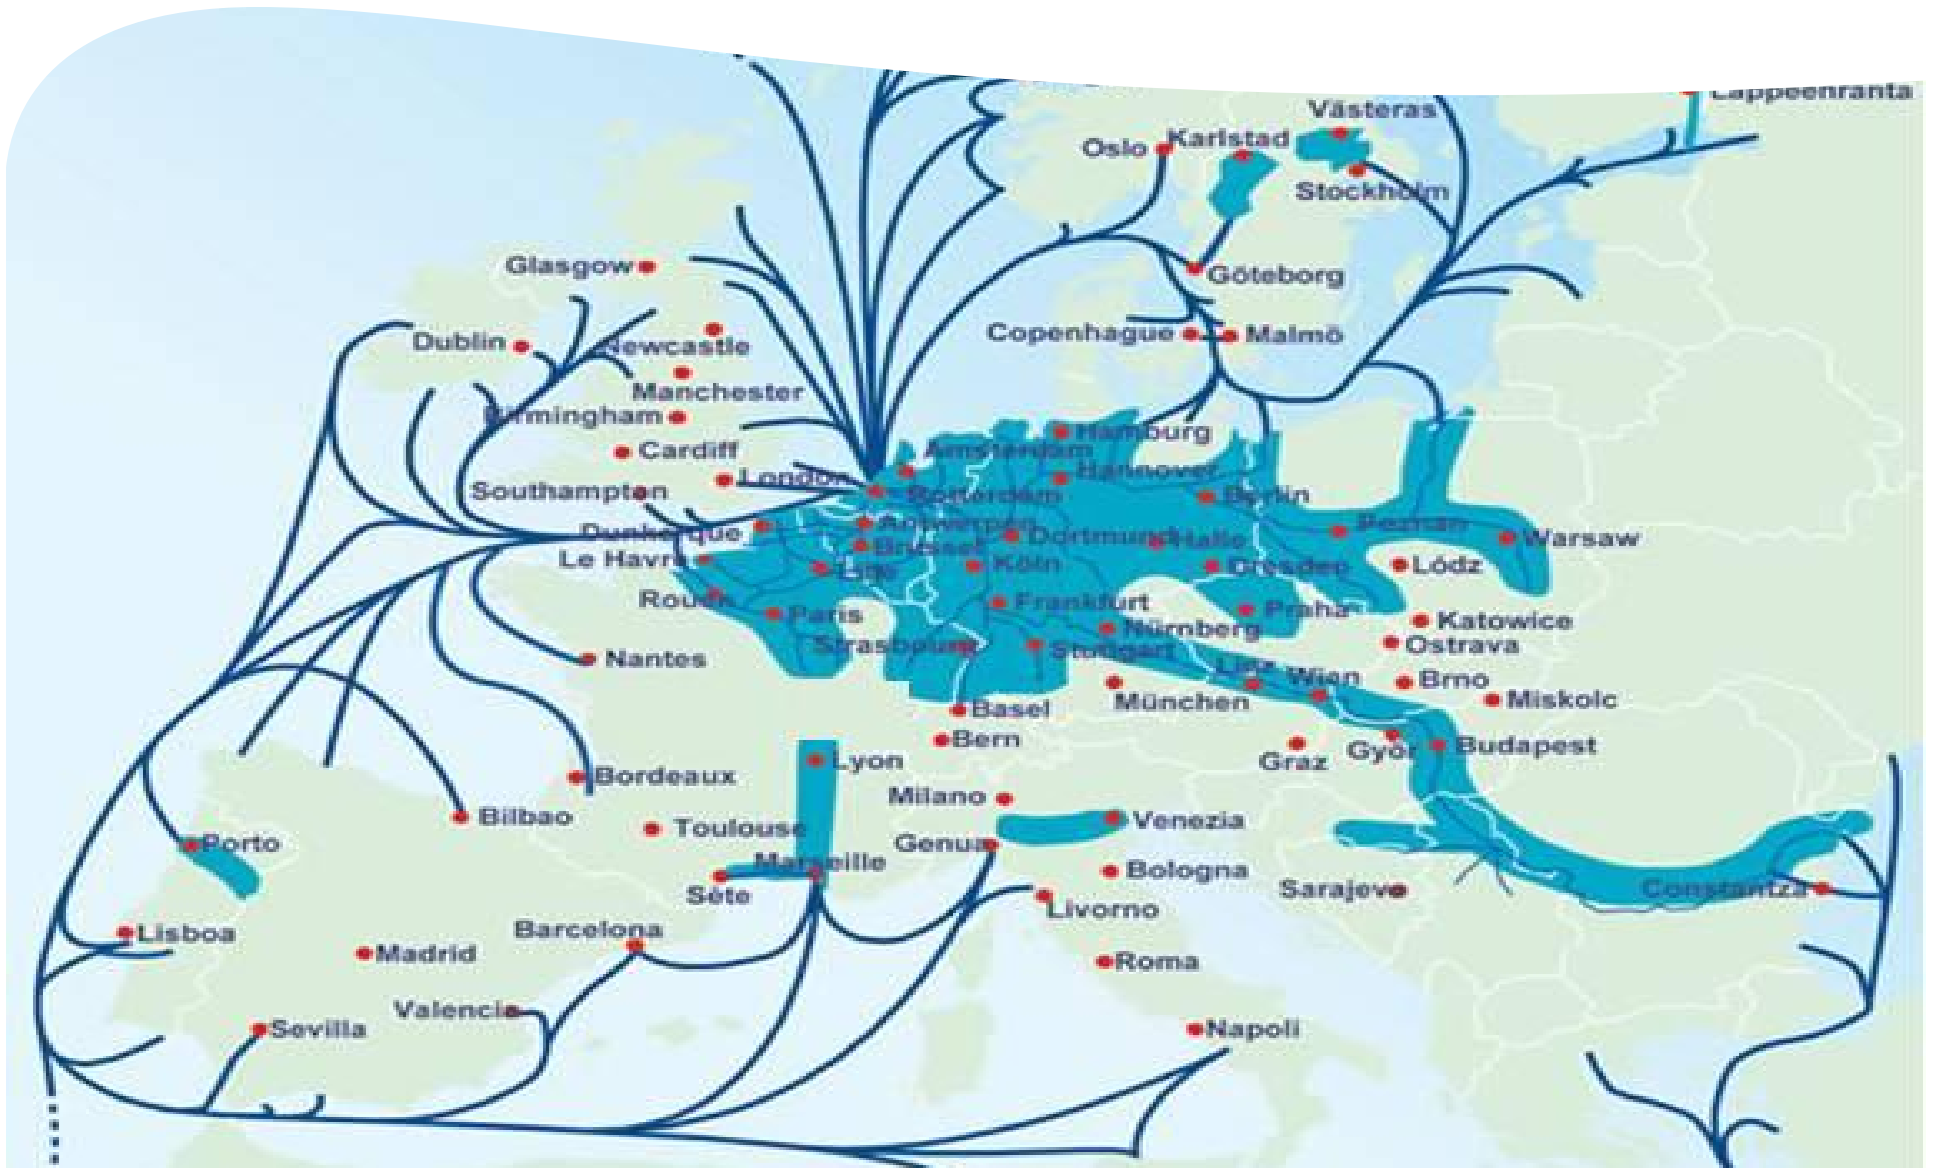 Lappeenranta
Västeras
Oslo
Karlstad
Stockholm
Glasgow
Göteborg
Dublin
Newcastle
Copenhague
Malmö
Manchester
Birmingham
Hamburg
Cardiff
Amsterdam
Hannover
London
Southampton
Rotterdam
Berlin
Dunkerque
Antwerpen
Dortmund
Halle
Poznan
Warsaw
Le Havre
Brussel
Lille
Köln
Dresden
Lódz
Rouen
Paris
Frankfurt
Praha
Katowice
Nürnberg
Strasbourg
Stuttgart
Ostrava
Nantes
Linz
Wien
Brno
Basel
München
Miskolc
Bern
Graz
Györ
Budapest
Lyon
Bordeaux
Milano
Bilbao
Toulouse
Venezia
Porto
Genua
Marseille
Bologna
Sète
Sarajevo
Constantza
Livorno
Lisboa
Barcelona
Madrid
Roma
Valencia
Sevilla
Napoli